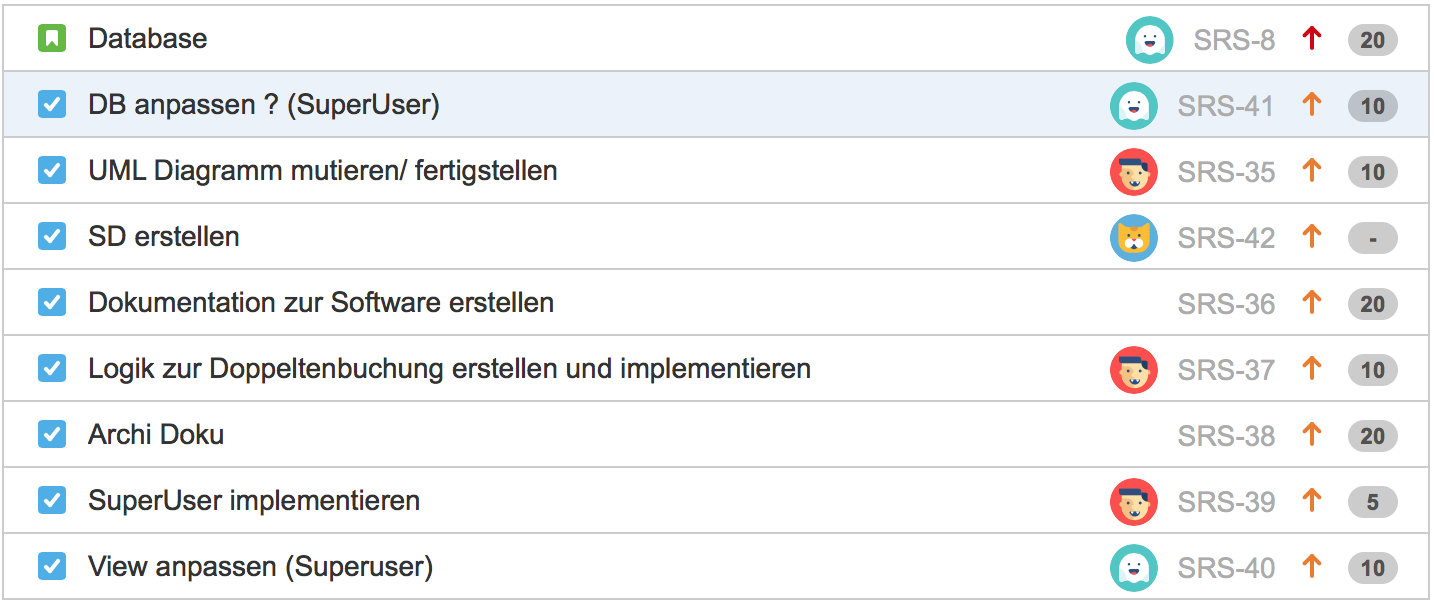 Database SRS-8 20
DB anpassen ? (SuperUser) SRS-41 10
UML Diagramm mutieren/ fertigstellen SRS-35 10
SD erstellen SRS-42 -
Dokumentation zur Software erstellen SRS-36 20
Logik zur Doppeltenbuchung erstellen und implementieren SRS-37 10
Archi Doku SRS-38 20
SuperUser implementieren SRS-39 5
View anpassen (Superuser) SRS-40 10